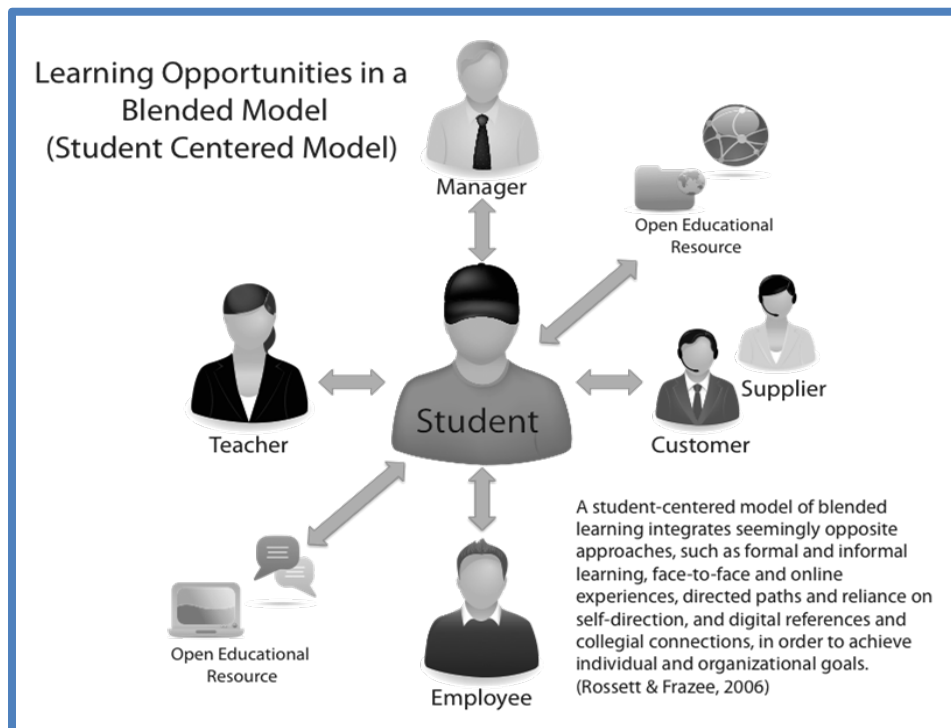 Learning Opportunities in a
Blended Model
(Student Centered Model)
Manager
Open Educational
Resource
Teacher
Student
Customer
Supplier
Open Educational
Resource
Employee
A student-centered model of blended
learning integrates seemingly opposite
approaches, such as formal and informal
learning, face-to-face and online
experiences, directed paths and reliance on
self-direction, and digital references and
collegial connections, in order to achieve
individual and organizational goals.
(Rossett & Frazee, 2006)